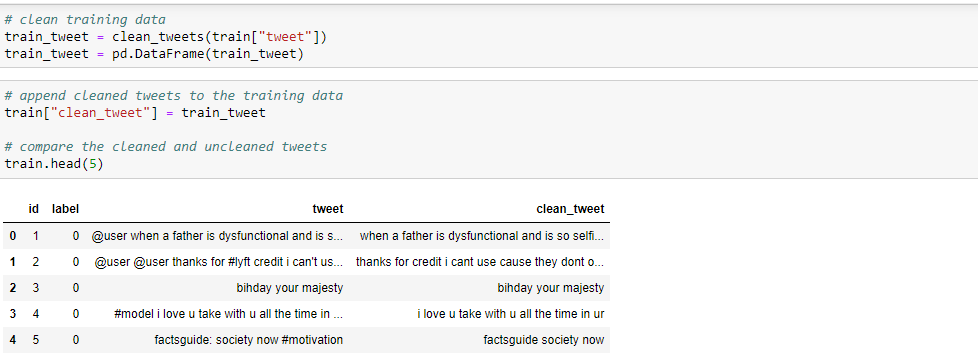 # clean training data
train_tweet = clean_tweets(train["tweet"])
train_tweet = pd.DataFrame(train_tweet)
# append cleaned tweets to the training data
train["clean_tweet"] = train_tweet
# compare the cleaned and uncleaned tweets
train.head(5)
id label tweet clean_tweet
0 1 0 @user when a father is dysfunctional and is s... when a father is dysfunctional and is so selfi...
1 2 0 @user @user thanks for #lyft credit i can't us... thanks for credit i cant use cause they dont o...
2 3 0 bihday your majesty bihday your majesty
3 4 0 #model i love u take with u all the time in ... i love u take with u all the time in ur
4 5 0 factsguide: society now #motivation factsguide society now